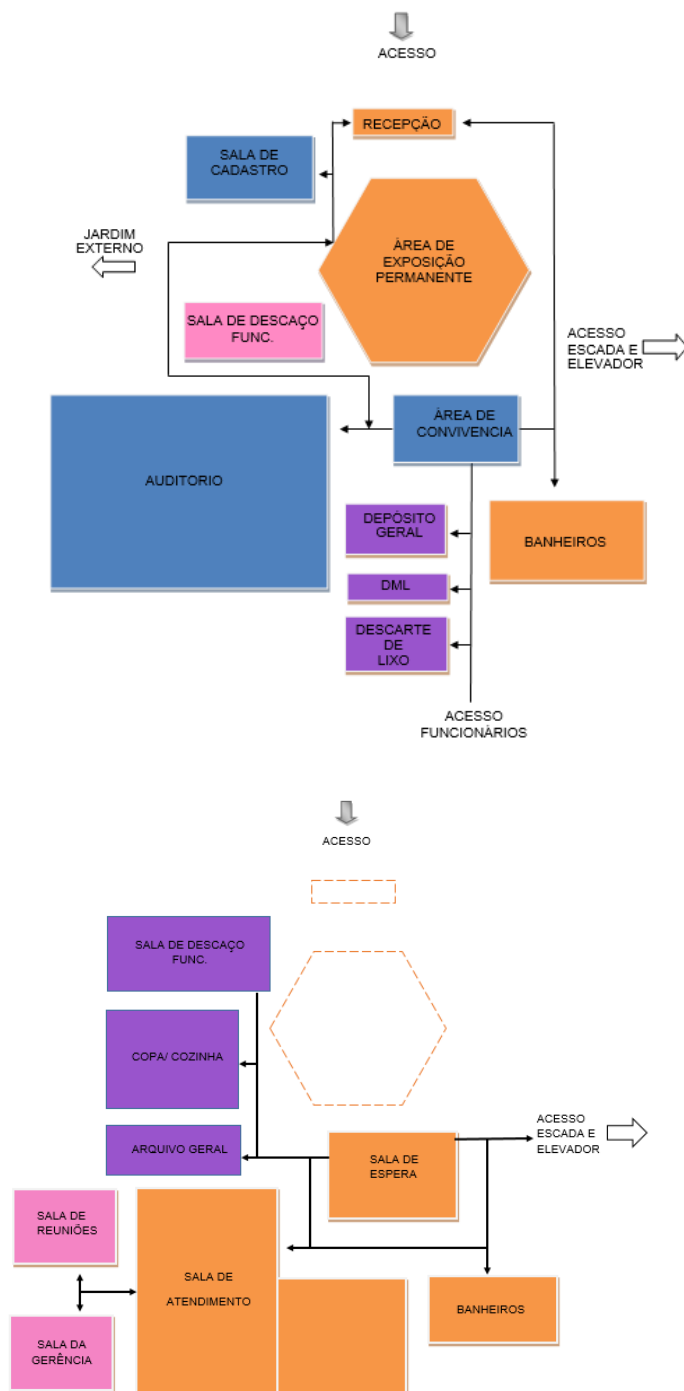 ACESSO
RECEPÇÃO
SALA DE
CADASTRO
JARDIM
EXTERNO
ÀREA DE
EXPOSIÇÃO
PERMANENTE
SALA DE DESCAÇO
FUNC.
ACESSO
ESCADA E
ELEVADOR
ÀREA DE
CONVIVENCIA
AUDITORIO
DEPÓSITO
GERAL
BANHEIROS
DML
DESCARTE
DE
LIXO
ACESSO
FUNCIONÁRIOS
ACESSO
SALA DE DESCAÇO
FUNC.
COPA/ COZINHA
ACESSO
ESCADA E
ELEVADOR
ARQUIVO GERAL
SALA DE
ESPERA
SALA DE
REUNIÕES
SALA DE
ATENDIMENTO
BANHEIROS
SALA DA
GERÊNCIA